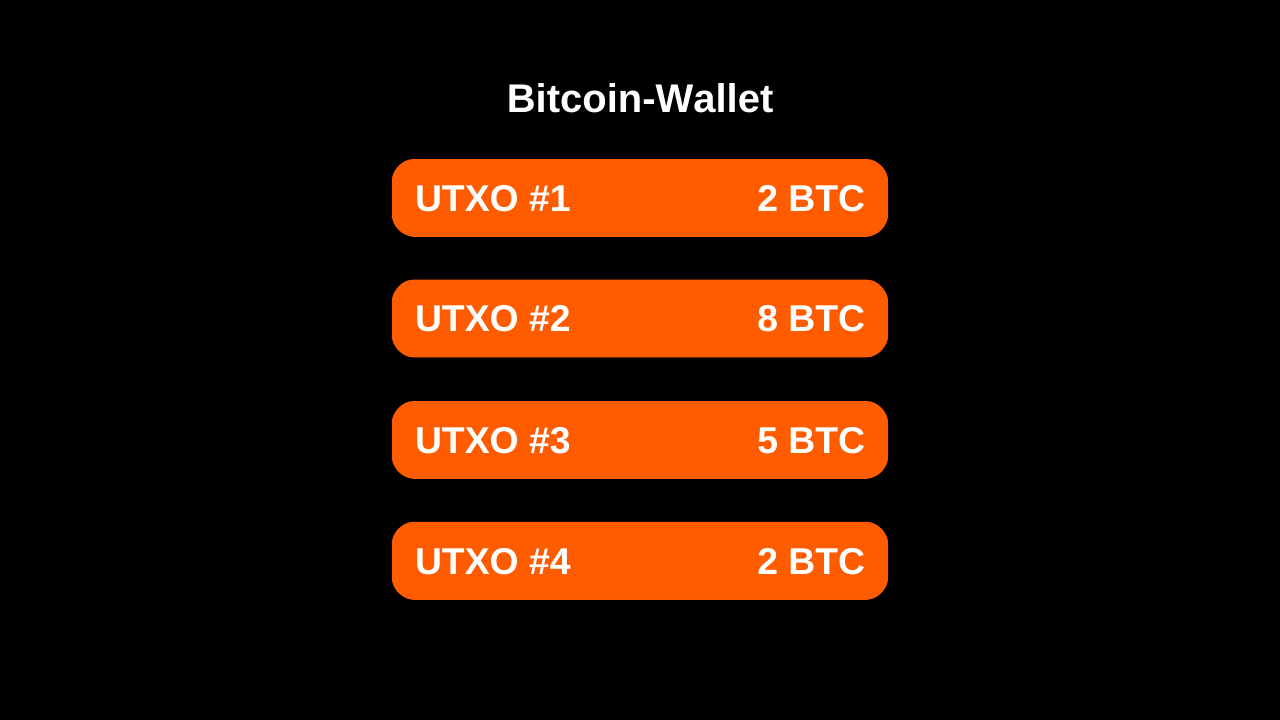 Bitcoin-Wallet
UTXO #1 2 BTC
UTXO #2 8 BTC
UTXO #3 5 BTC
UTXO #4 2 BTC